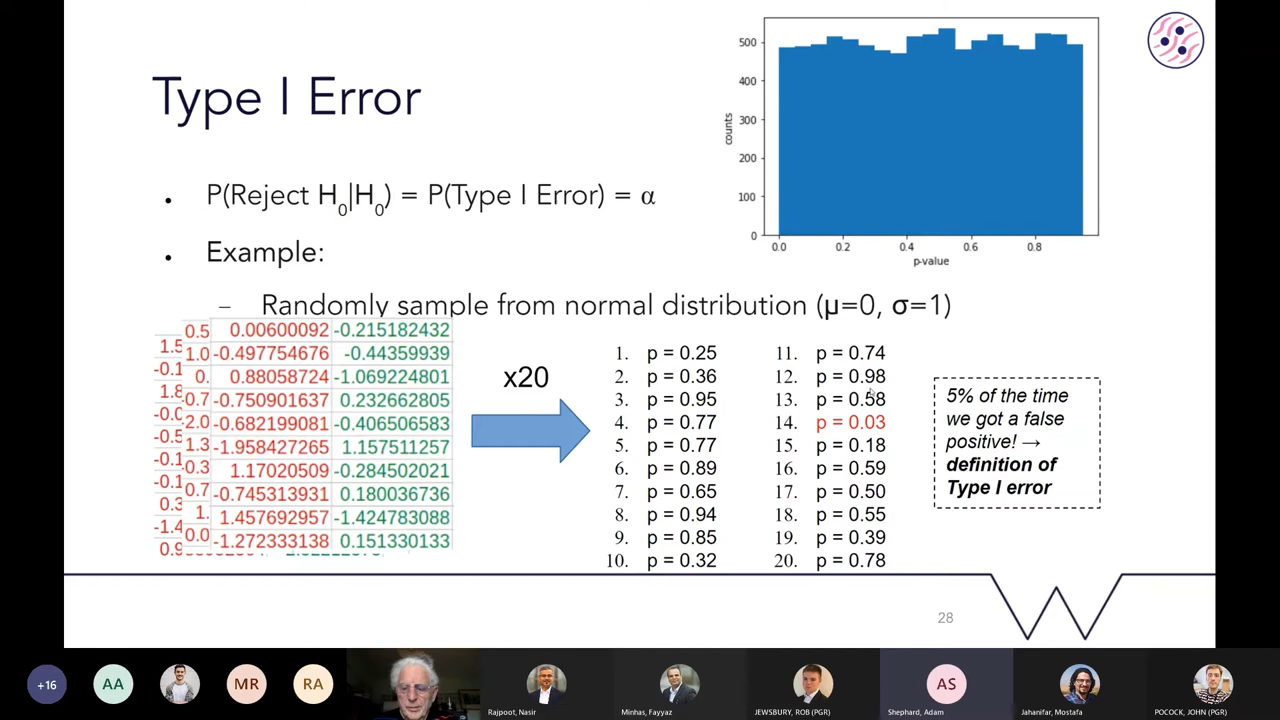 Type I Error
500
400
300
200
100
0
counts
0.0 0.2 0.4 0.6 0.8
p-value
• P(Reject H0|H0) = P(Type I Error) = α
• Example:
– Randomly sample from normal distribution (μ=0, σ=1)
0.5 0.00600092 -0.215182432
1.0 -0.497754676 -0.44359939
0. 0.88058724 -1.069224801
-0.7 -0.750901637 0.232662805
-2.0 -0.682199081 -0.406506583
1.3 -1.958427265 1.157511257
-0.3 1.17020509 -0.284502021
0.7 -0.745313931 0.180036736
1. 1.457692957 -1.424783088
0.0 -1.272333138 0.151330133
x20
1. p = 0.25
2. p = 0.36
3. p = 0.95
4. p = 0.77
5. p = 0.77
6. p = 0.89
7. p = 0.65
8. p = 0.94
9. p = 0.85
10. p = 0.32
11. p = 0.74
12. p = 0.98
13. p = 0.58
14. p = 0.03
15. p = 0.18
16. p = 0.59
17. p = 0.50
18. p = 0.55
19. p = 0.39
20. p = 0.78
5% of the time
we got a false
positive! →
definition of
Type I error
28
+16
AA
MR
RA
Rajpoot, Nasir
Minhas, Fayyaz
JEWSBURY, ROB (PGR)
AS
Shephard, Adam
Jahanifar, Mostafa
POCOCK, JOHN (PGR)